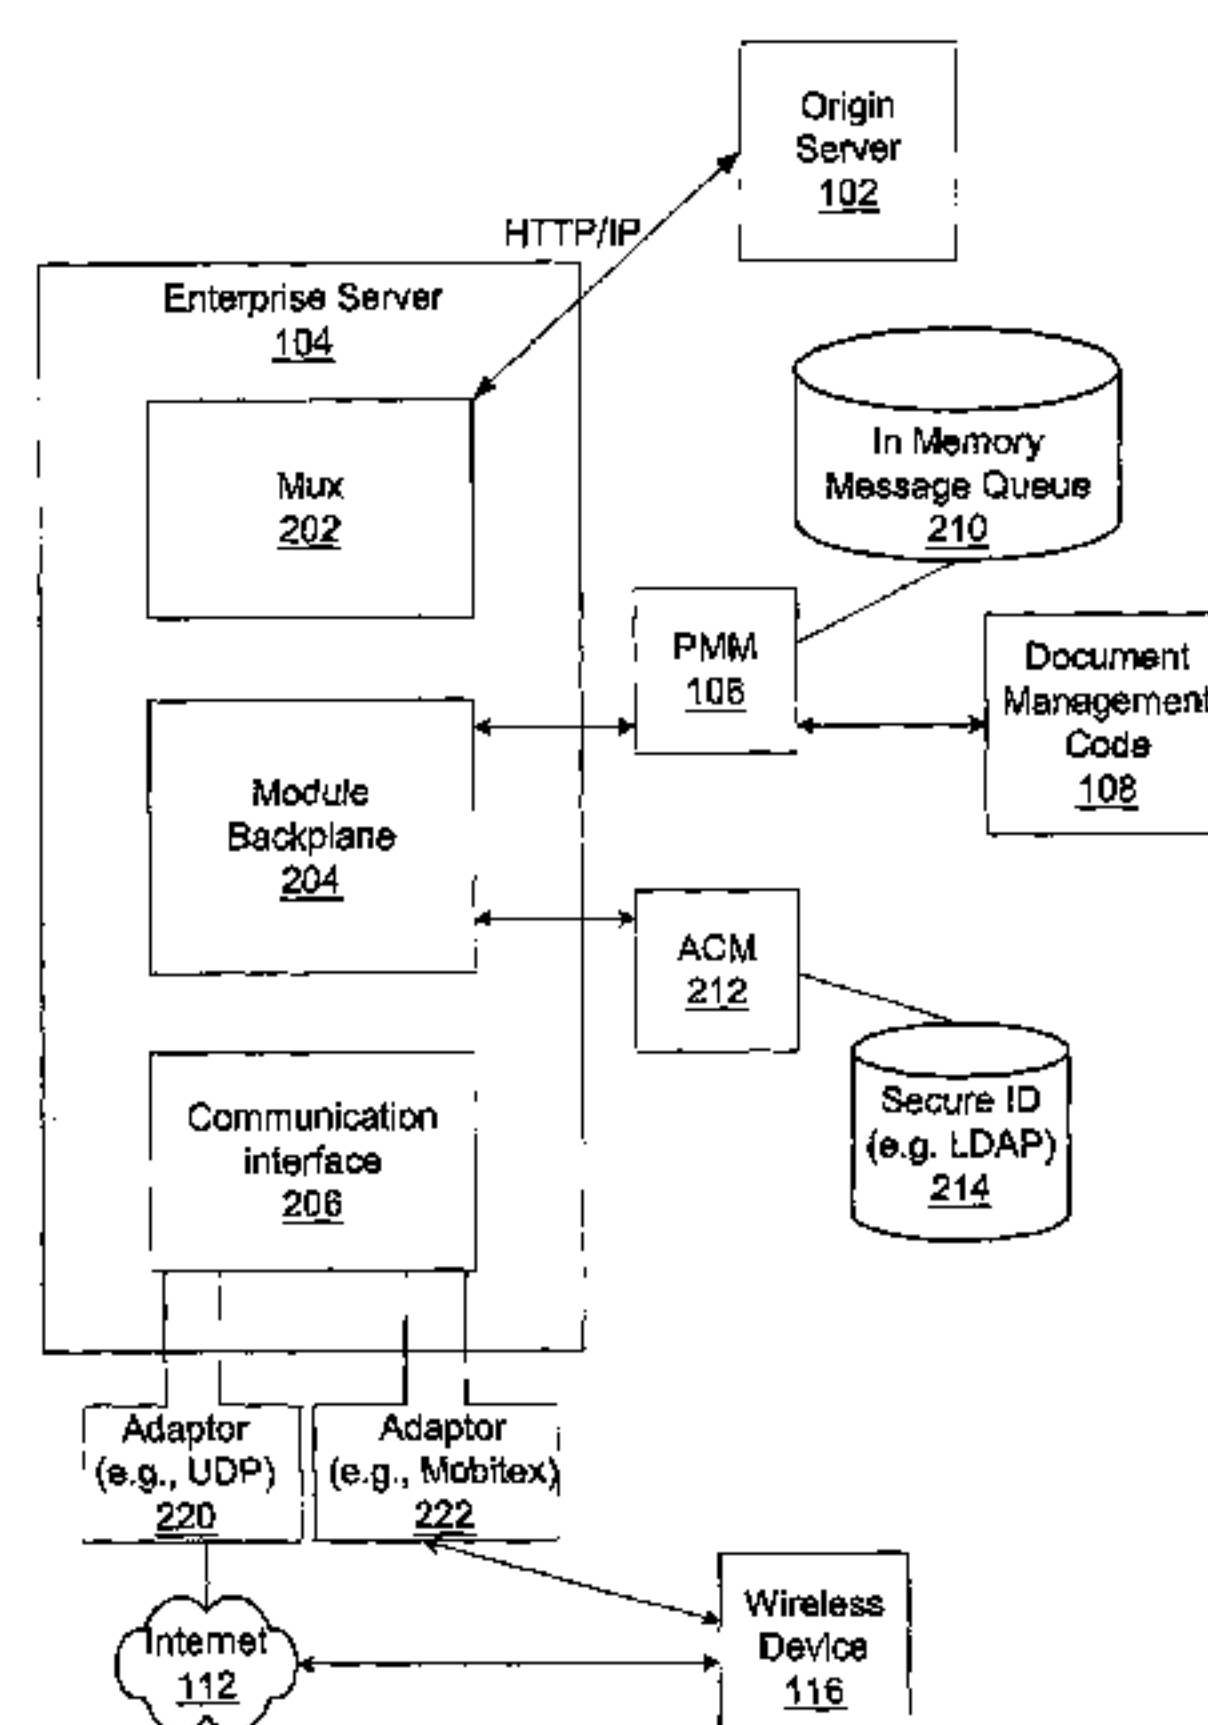 Origin
Server
102
HTTP/IP
Enterprise Server
104
Mux
202
In Memory
Message Queue
210
PMM
106
Document
Management
Code
108
Module
Backplane
204
ACM
212
Secure ID
(e.g. LDAP)
214
Communication
interface
206
Adaptor
(e.g., UDP)
220
Adaptor
(e.g., Mobitex)
222
Internet
112
Wireless
Device
116